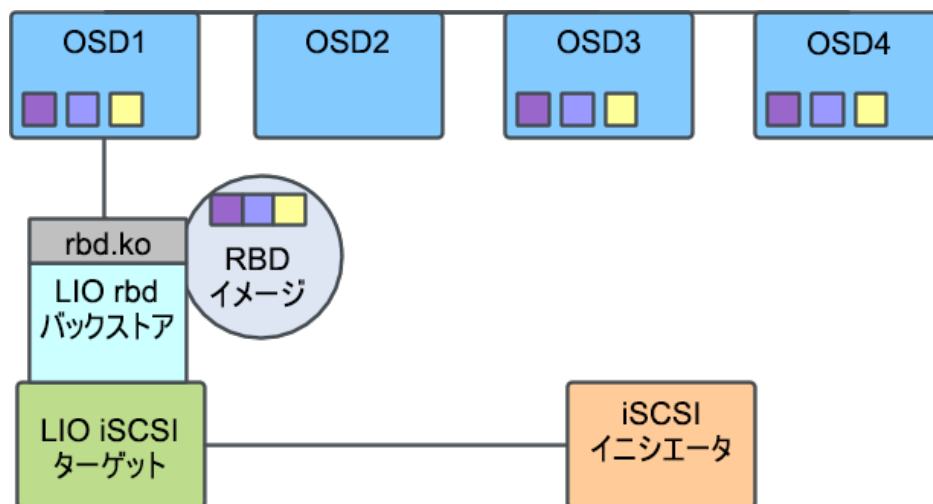 OSD1
OSD2
OSD3
OSD4
rbd.ko
LIO rbd
バックストア
RBD
イメージ
LIO iSCSI
ターゲット
iSCSI
イニシエータ